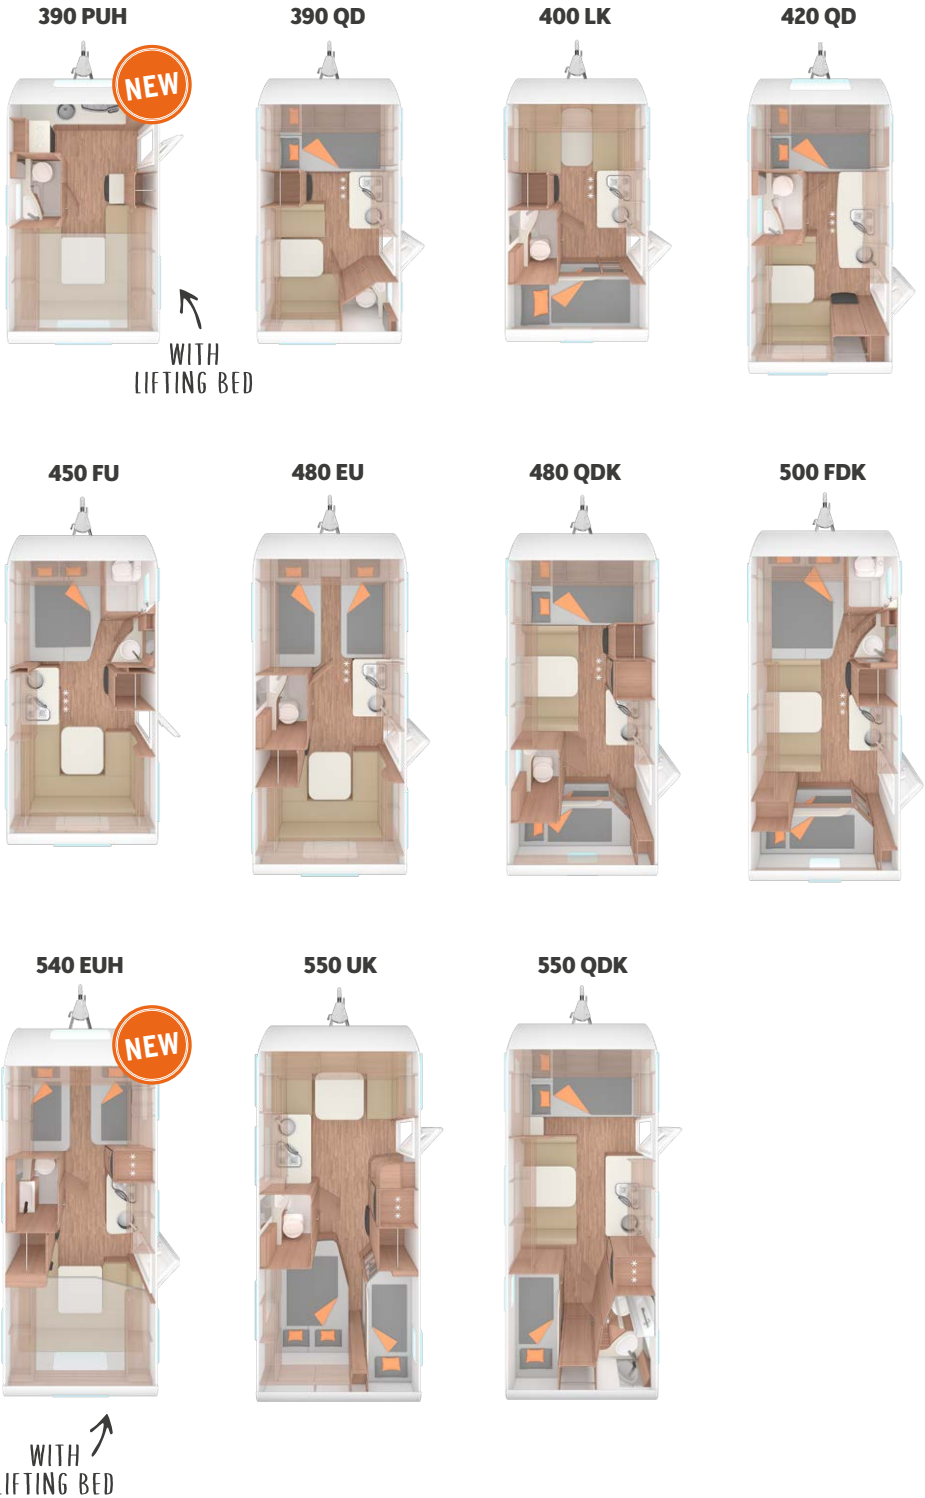 390 PUH
390 QD
400 LK
420 QD
NEW
WITH
LIFTING BED
450 FU
480 EU
480 QDK
500 FDK
540 EUH
550 UK
550 QDK
NEW
WITH
LIFTING BED